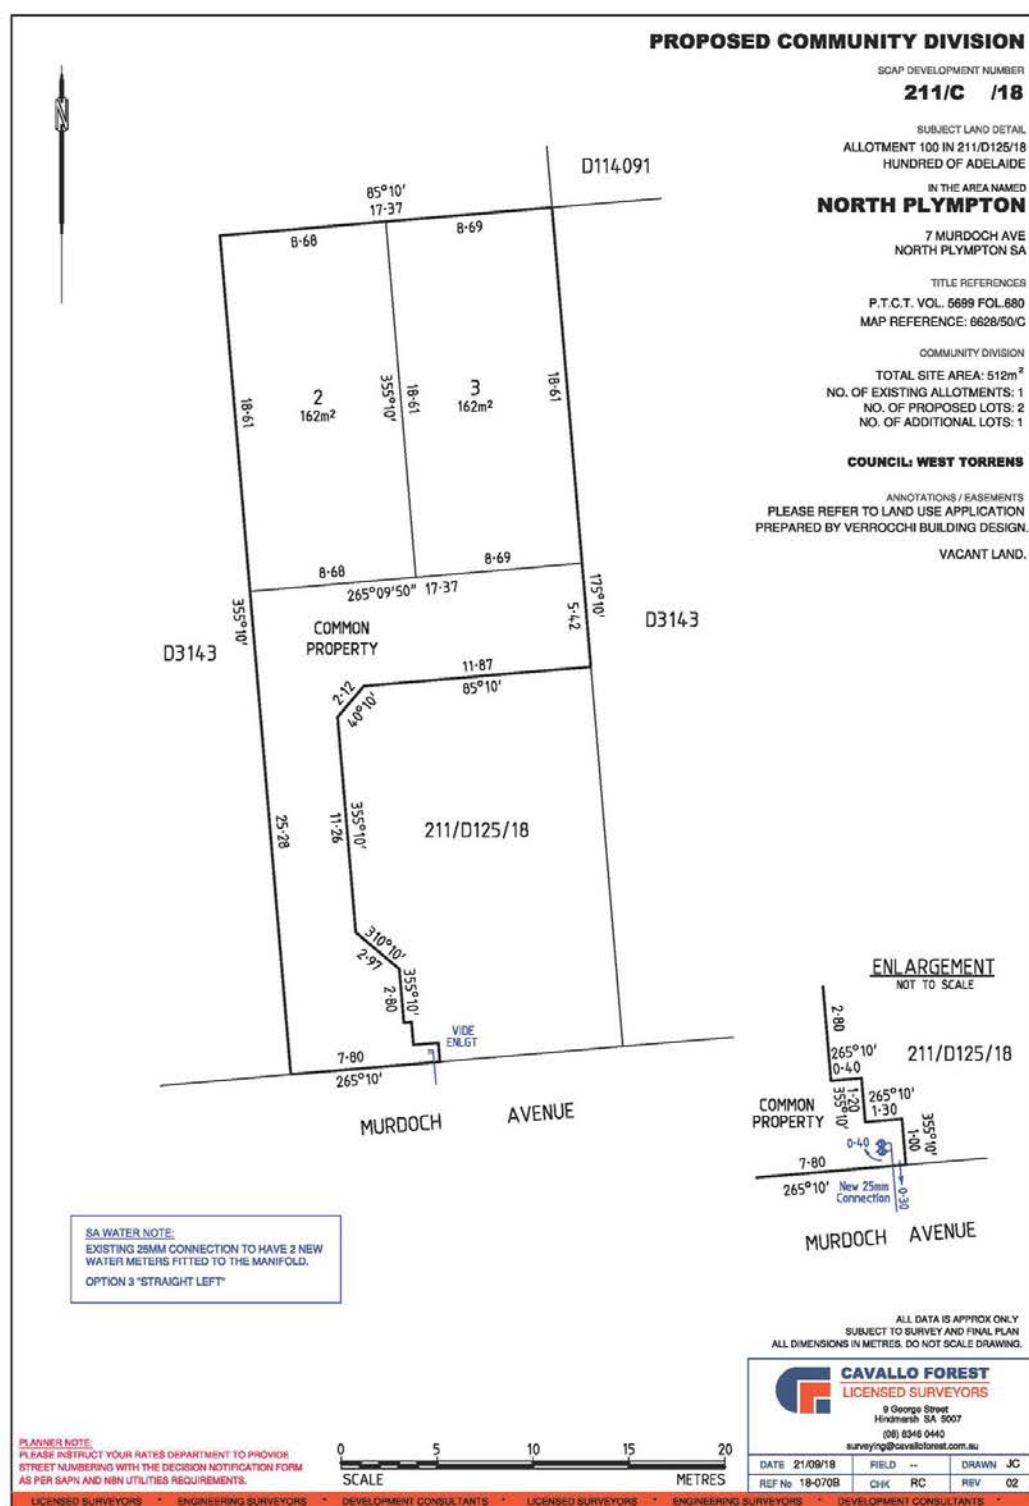 PROPOSED COMMUNITY DIVISION
SCAP DEVELOPMENT NUMBER
211/C /18
SUBJECT LAND DETAIL
ALLOTMENT 100 IN 211/D125/18
HUNDRED OF ADELAIDE
IN THE AREA NAMED
NORTH PLYMPTON
7 MURDOCH AVE
NORTH PLYMPTON SA
TITLE REFERENCES
P.T.C.T. VOL. 5699 FOL.680
MAP REFERENCE: 6628/50/C
COMMUNITY DIVISION
TOTAL SITE AREA: 512m²
NO. OF EXISTING ALLOTMENTS: 1
NO. OF PROPOSED LOTS: 2
NO. OF ADDITIONAL LOTS: 1
COUNCIL: WEST TORRENS
ANNOTATIONS / EASEMENTS
PLEASE REFER TO LAND USE APPLICATION
PREPARED BY VERROCCHI BUILDING DESIGN.
VACANT LAND.
N
D114091
85°10'
17·37
8·68
8·69
18·61
2
162m²
355°10'
18·61
3
162m²
18·61
8·68
8·69
265°09'50" 17·37
355°10'
D3143
COMMON
PROPERTY
5·42
175°10'
D3143
11·87
85°10'
2·12
40°10'
25·28
11·26
355°10'
211/D125/18
310°10'
2·97
2·80
355°10'
VIDE
ENLGT
7·80
265°10'
MURDOCH AVENUE
ENLARGEMENT
NOT TO SCALE
2·80
265°10'
0·40
211/D125/18
COMMON
PROPERTY
355°10'
1·20
265°10'
1·30
355°10'
1·00
0·40
7·80
265°10'
New 25mm
Connection
0·30
MURDOCH AVENUE
SA WATER NOTE:
EXISTING 25MM CONNECTION TO HAVE 2 NEW
WATER METERS FITTED TO THE MANIFOLD.
OPTION 3 "STRAIGHT LEFT"
ALL DATA IS APPROX ONLY
SUBJECT TO SURVEY AND FINAL PLAN
ALL DIMENSIONS IN METRES. DO NOT SCALE DRAWING.
CAVALLO FOREST
LICENSED SURVEYORS
9 George Street
Hindmarsh SA 5007
(08) 8346 0440
surveying@cavalloforest.com.au
DATE 21/09/18 FIELD -- DRAWN JC
REF No 18-070B CHK RC REV 02
PLANNER NOTE:
PLEASE INSTRUCT YOUR RATES DEPARTMENT TO PROVIDE
STREET NUMBERING WITH THE DECISION NOTIFICATION FORM
AS PER SAPN AND NBN UTILITIES REQUIREMENTS.
0 5 10 15 20
SCALE METRES
LICENSED SURVEYORS * ENGINEERING SURVEYORS * DEVELOPMENT CONSULTANTS * LICENSED SURVEYORS * ENGINEERING SURVEYORS * DEVELOPMENT CONSULTANTS *